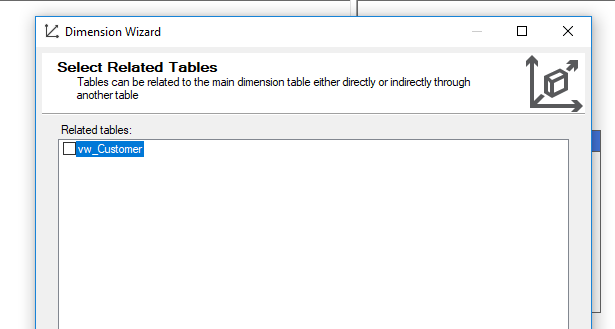 Dimension Wizard
Select Related Tables
Tables can be related to the main dimension table either directly or indirectly through
another table
Related tables:
vw_Customer